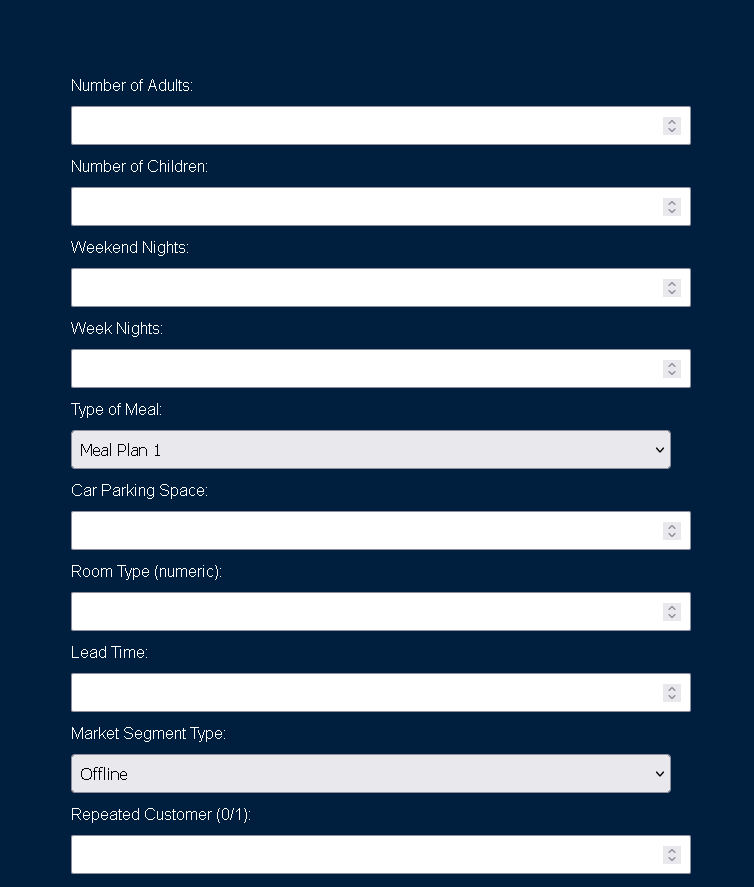 Number of Adults:
Number of Children:
Weekend Nights:
Week Nights:
Type of Meal:
Meal Plan 1
Car Parking Space:
Room Type (numeric):
Lead Time:
Market Segment Type:
Offline
Repeated Customer (0/1):